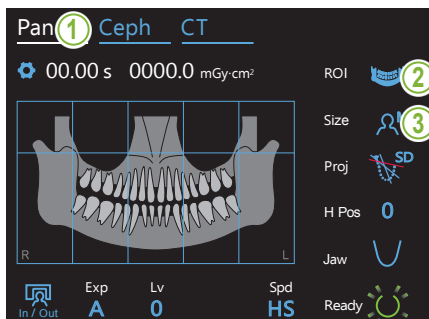 Pan 1 Ceph CT
00.00 s 0000.0 mGy·cm²
ROI 2
Size 3
Proj SD
H Pos 0
R L Jaw
Exp Lv Spd
In / Out A 0 HS Ready